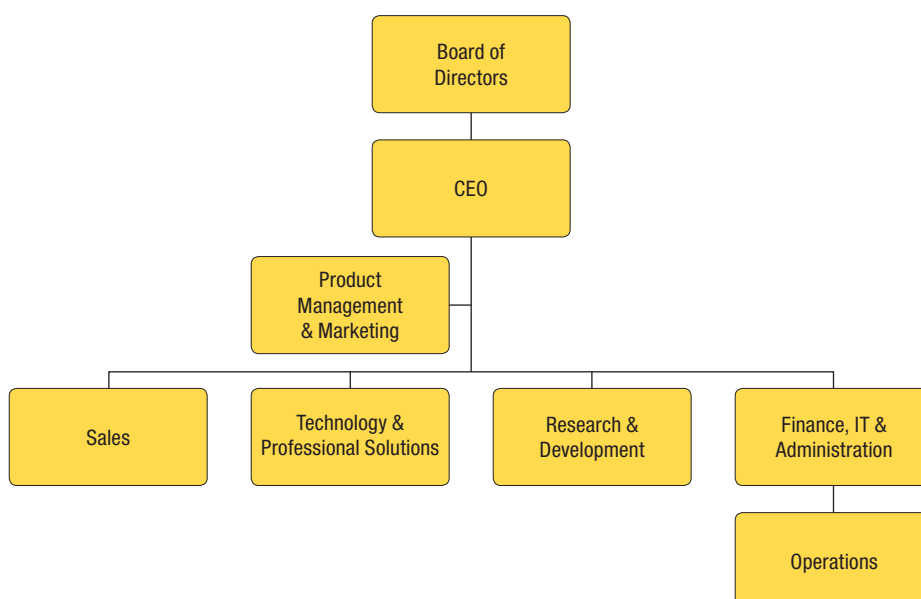 Board of
Directors
CEO
Product
Management
& Marketing
Sales
Technology &
Professional Solutions
Research &
Development
Finance, IT &
Administration
Operations